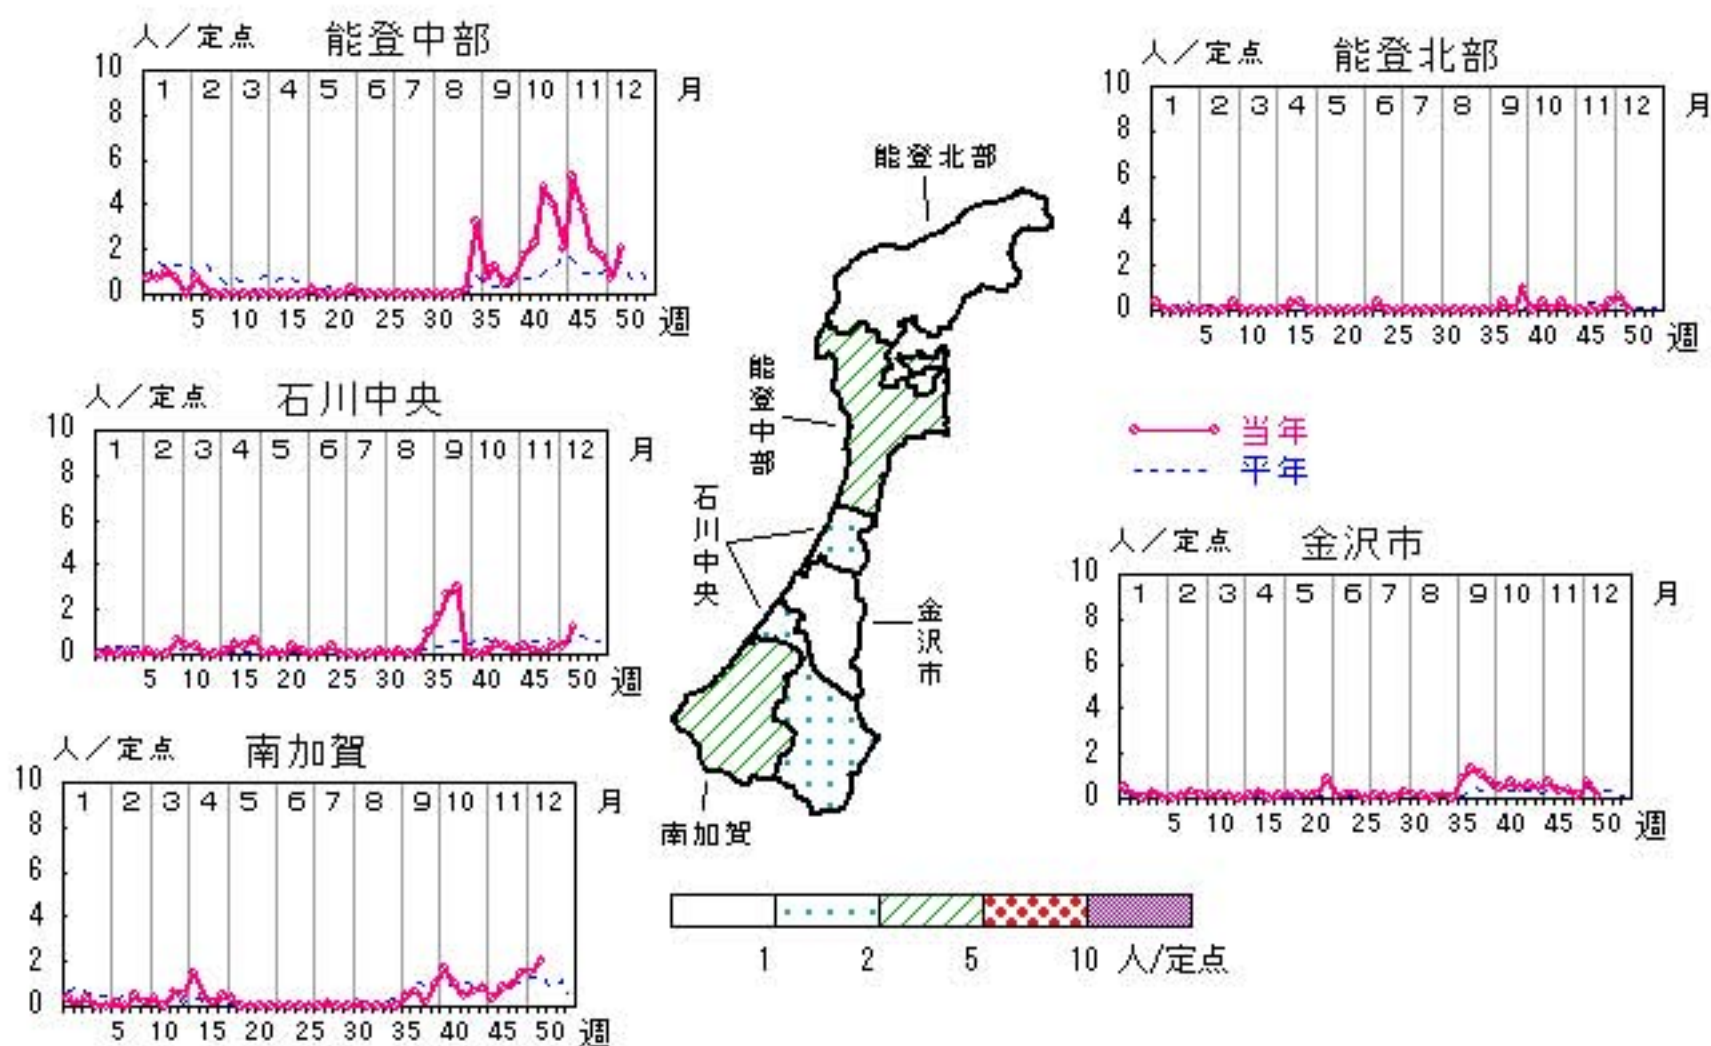 人／定点 能登中部
10 8 6 4 2 0
1 2 3 4 5 6 7 8 9 10 11 12 月
5 10 15 20 25 30 35 40 45 50 週
人／定点 能登北部
10 8 6 4 2 0
1 2 3 4 5 6 7 8 9 10 11 12 月
5 10 15 20 25 30 35 40 45 50 週
人／定点 石川中央
10 8 6 4 2 0
1 2 3 4 5 6 7 8 9 10 11 12 月
5 10 15 20 25 30 35 40 45 50 週
当年
平年
人／定点 金沢市
10 8 6 4 2 0
1 2 3 4 5 6 7 8 9 10 11 12 月
5 10 15 20 25 30 35 40 45 50 週
人／定点 南加賀
10 8 6 4 2 0
1 2 3 4 5 6 7 8 9 10 11 12 月
5 10 15 20 25 30 35 40 45 50 週
能登北部
能登中部
石川中央
金沢市
南加賀
1 2 5 10 人/定点